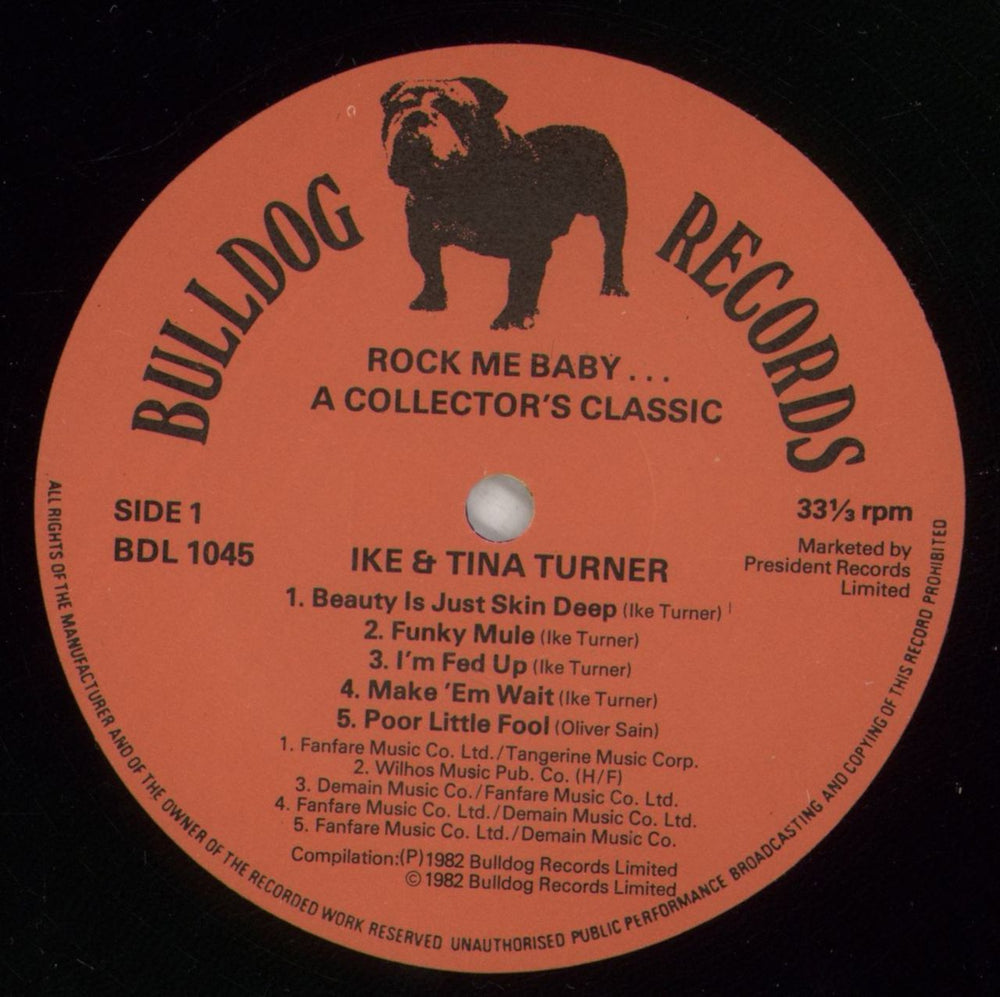 BULLDOG RECORDS
ROCK ME BABY...
A COLLECTOR'S CLASSIC
SIDE 1
BDL 1045
33⅓ rpm
Marketed by
President Records
Limited
IKE & TINA TURNER
1. Beauty Is Just Skin Deep (Ike Turner)
2. Funky Mule (Ike Turner)
3. I'm Fed Up (Ike Turner)
4. Make 'Em Wait (Ike Turner)
5. Poor Little Fool (Oliver Sain)
1. Fanfare Music Co. Ltd./Tangerine Music Corp.
2. Wilhos Music Pub. Co. (H/F)
3. Demain Music Co./Fanfare Music Co. Ltd.
4. Fanfare Music Co. Ltd./Demain Music Co. Ltd.
5. Fanfare Music Co. Ltd./Demain Music Co.
Compilation:(P)1982 Bulldog Records Limited
© 1982 Bulldog Records Limited
ALL RIGHTS OF THE MANUFACTURER AND OF THE OWNER OF THE RECORDED WORK RESERVED UNAUTHORISED PUBLIC PERFORMANCE BROADCASTING AND COPYING OF THIS RECORD PROHIBITED